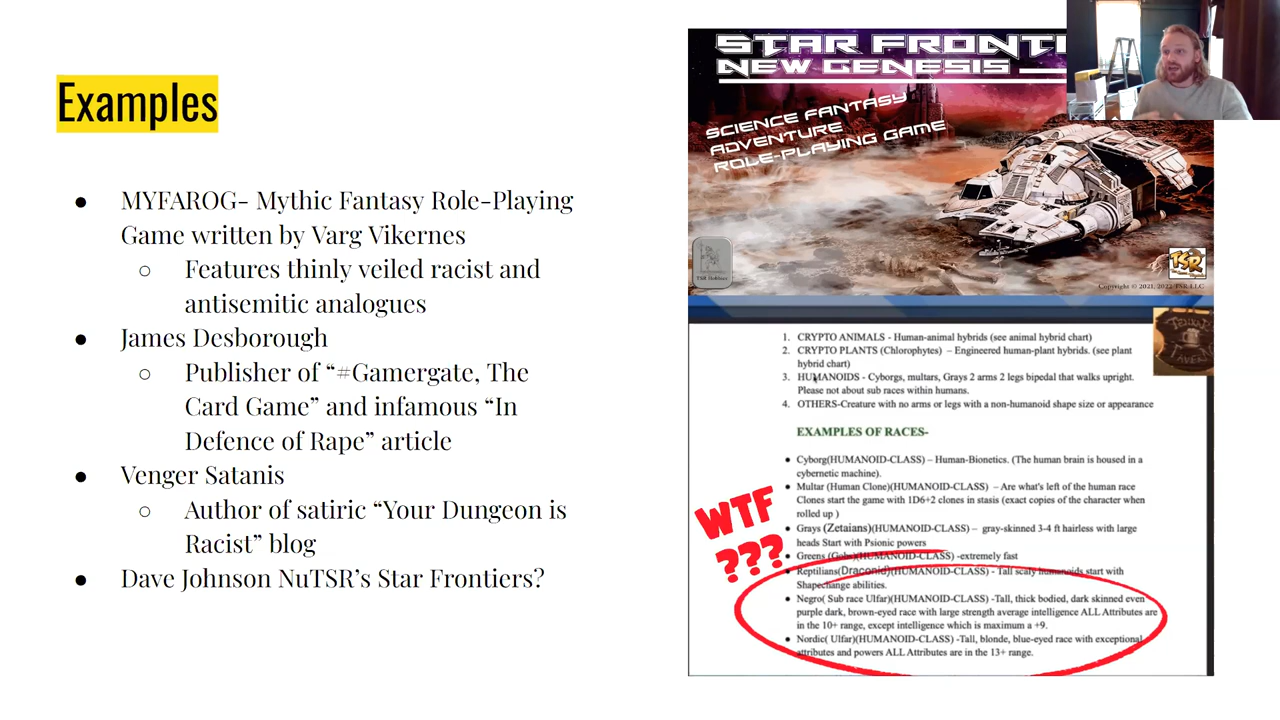 Examples
● MYFAROG- Mythic Fantasy Role-Playing
Game written by Varg Vikernes
○ Features thinly veiled racist and
antisemitic analogues
● James Desborough
○ Publisher of “#Gamergate, The
Card Game” and infamous “In
Defence of Rape” article
● Venger Satanis
○ Author of satiric “Your Dungeon is
Racist” blog
● Dave Johnson NuTSR’s Star Frontiers?
STAR FRONTI
NEW GENESIS
SCIENCE FANTASY
ADVENTURE
ROLE-PLAYING GAME
TSR
Copyright © 2021, 2022 TSR LLC
1. CRYPTO ANIMALS - Human-animal hybrids (see animal hybrid chart)
2. CRYPTO PLANTS (Chlorophytes) – Engineered human-plant hybrids. (see plant
hybrid chart)
3. HUMANOIDS - Cyborgs, multars, Grays 2 arms 2 legs bipedal that walks upright.
Please not about sub races within humans.
4. OTHERS-Creature with no arms or legs with a non-humanoid shape size or appearance
EXAMPLES OF RACES-
● Cyborg(HUMANOID-CLASS) – Human-Bionetics. (The human brain is housed in a
cybernetic machine).
● Multar (Human Clone)(HUMANOID-CLASS) – Are what's left of the human race
Clones start the game with 1D6+2 clones in stasis (exact copies of the character when
rolled up )
● Grays (Zetaians)(HUMANOID-CLASS) – gray-skinned 3-4 ft hairless with large
heads Start with Psionic powers
● Greens (HUMANOID-CLASS) -extremely fast
● Reptilians(Draconid)(HUMANOID-CLASS) - Tall scaly humanoids start with
Shapechange abilities.
● Negro( Sub race Ulfar)(HUMANOID-CLASS) -Tall, thick bodied, dark skinned even
purple dark, brown-eyed race with large strength average intelligence ALL Attributes are
in the 10+ range, except intelligence which is maximum a +9.
● Nordic( Ulfar)(HUMANOID-CLASS) -Tall, blonde, blue-eyed race with exceptional
attributes and powers ALL Attributes are in the 13+ range.
WTF
???